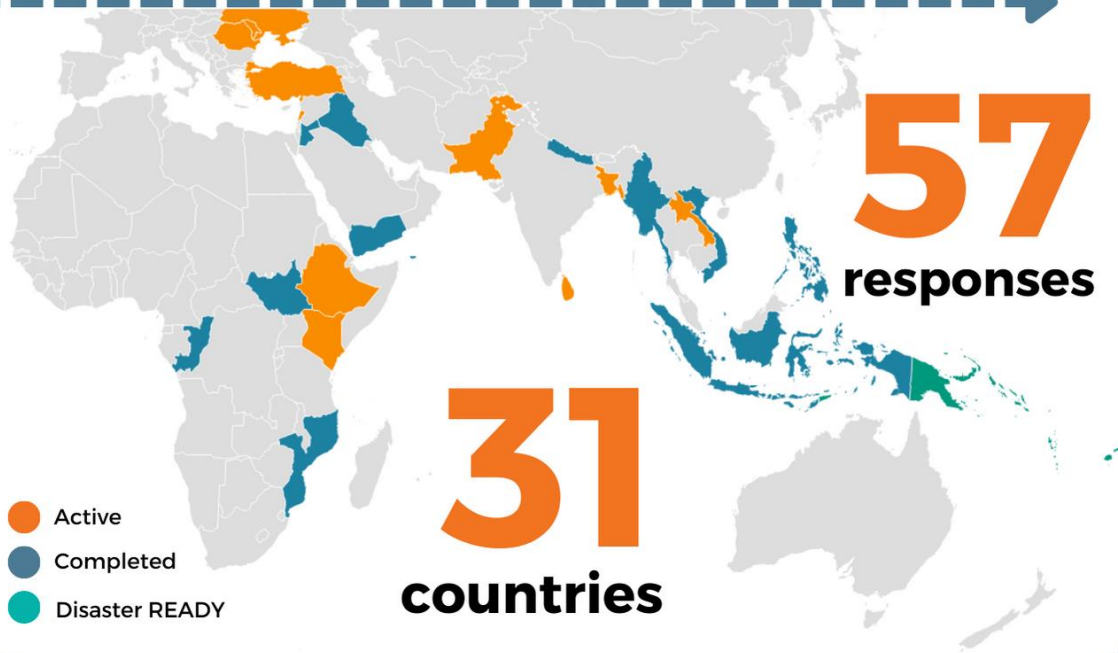 57
responses
31
countries
Active
Completed
Disaster READY